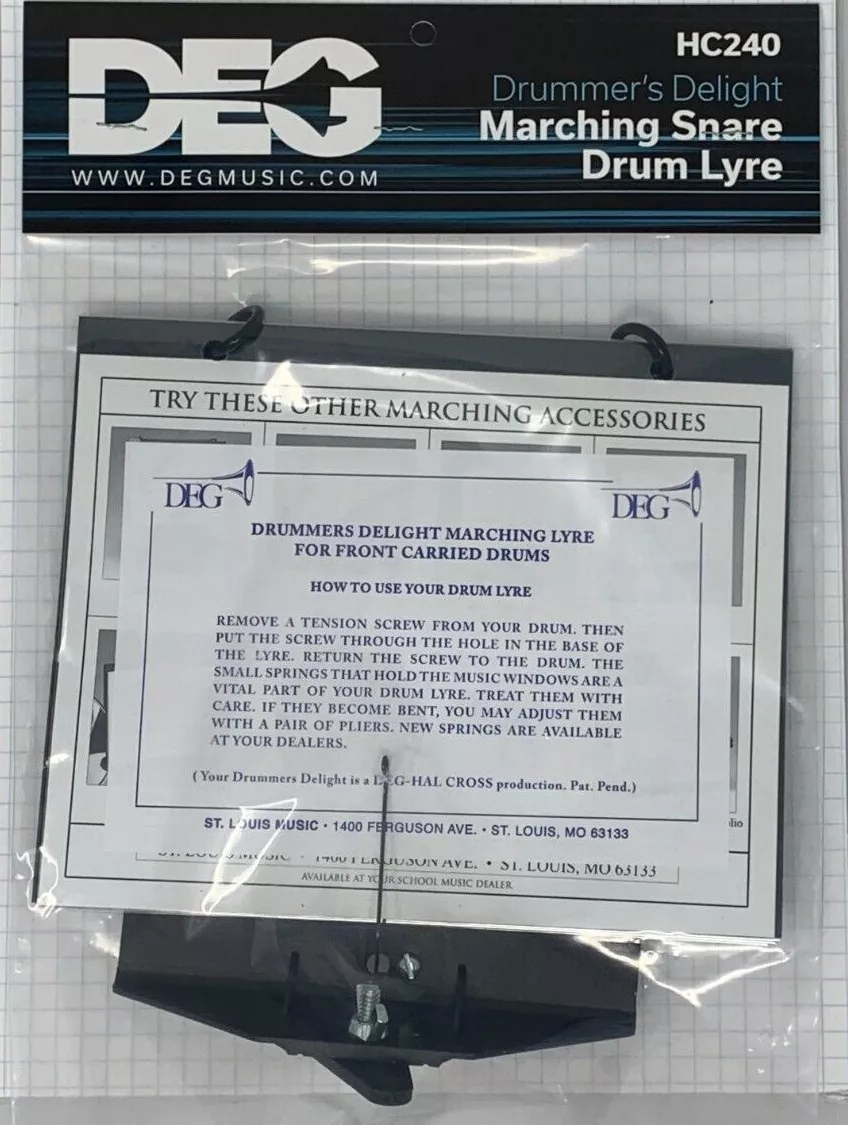 DEG
WWW.DEGMUSIC.COM
HC240
Drummer's Delight
Marching Snare
Drum Lyre
TRY THESE OTHER MARCHING ACCESSORIES
DEG
DEG
DRUMMERS DELIGHT MARCHING LYRE
FOR FRONT CARRIED DRUMS
HOW TO USE YOUR DRUM LYRE
REMOVE A TENSION SCREW FROM YOUR DRUM. THEN
PUT THE SCREW THROUGH THE HOLE IN THE BASE OF
THE LYRE. RETURN THE SCREW TO THE DRUM. THE
SMALL SPRINGS THAT HOLD THE MUSIC WINDOWS ARE A
VITAL PART OF YOUR DRUM LYRE. TREAT THEM WITH
CARE. IF THEY BECOME BENT, YOU MAY ADJUST THEM
WITH A PAIR OF PLIERS. NEW SPRINGS ARE AVAILABLE
AT YOUR DEALERS.
( Your Drummers Delight is a DEG-HAL CROSS production. Pat. Pend.)
ST. LOUIS MUSIC • 1400 FERGUSON AVE. • ST. LOUIS, MO 63133
ST. LOUIS MUSIC • 1400 FERGUSON AVE. • ST. LOUIS, MO 63133
AVAILABLE AT YOUR SCHOOL MUSIC DEALER